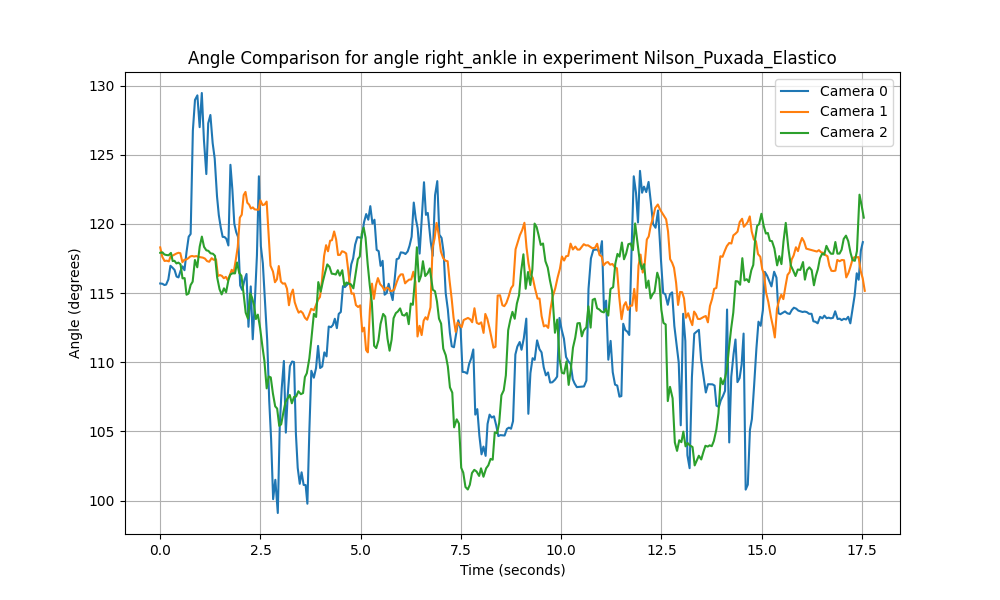 Angle Comparison for angle right_ankle in experiment Nilson_Puxada_Elastico
Camera 0
Camera 1
Camera 2
Angle (degrees)
130
125
120
115
110
105
100
0.0 2.5 5.0 7.5 10.0 12.5 15.0 17.5
Time (seconds)